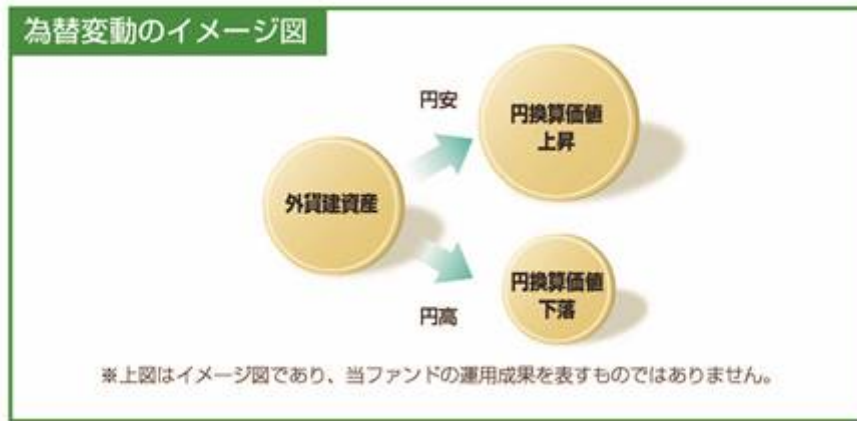 為替変動のイメージ図
円安
円換算価値
上昇
外貨建資産
円換算価値
下落
円高
※上図はイメージ図であり、当ファンドの運用成果を表すものではありません。